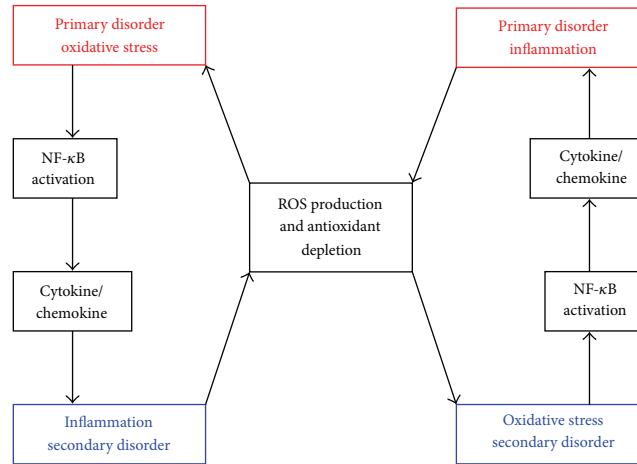 Primary disorder
oxidative stress
NF-κB
activation
Cytokine/
chemokine
Inflammation
secondary disorder
ROS production
and antioxidant
depletion
Primary disorder
inflammation
Cytokine/
chemokine
NF-κB
activation
Oxidative stress
secondary disorder